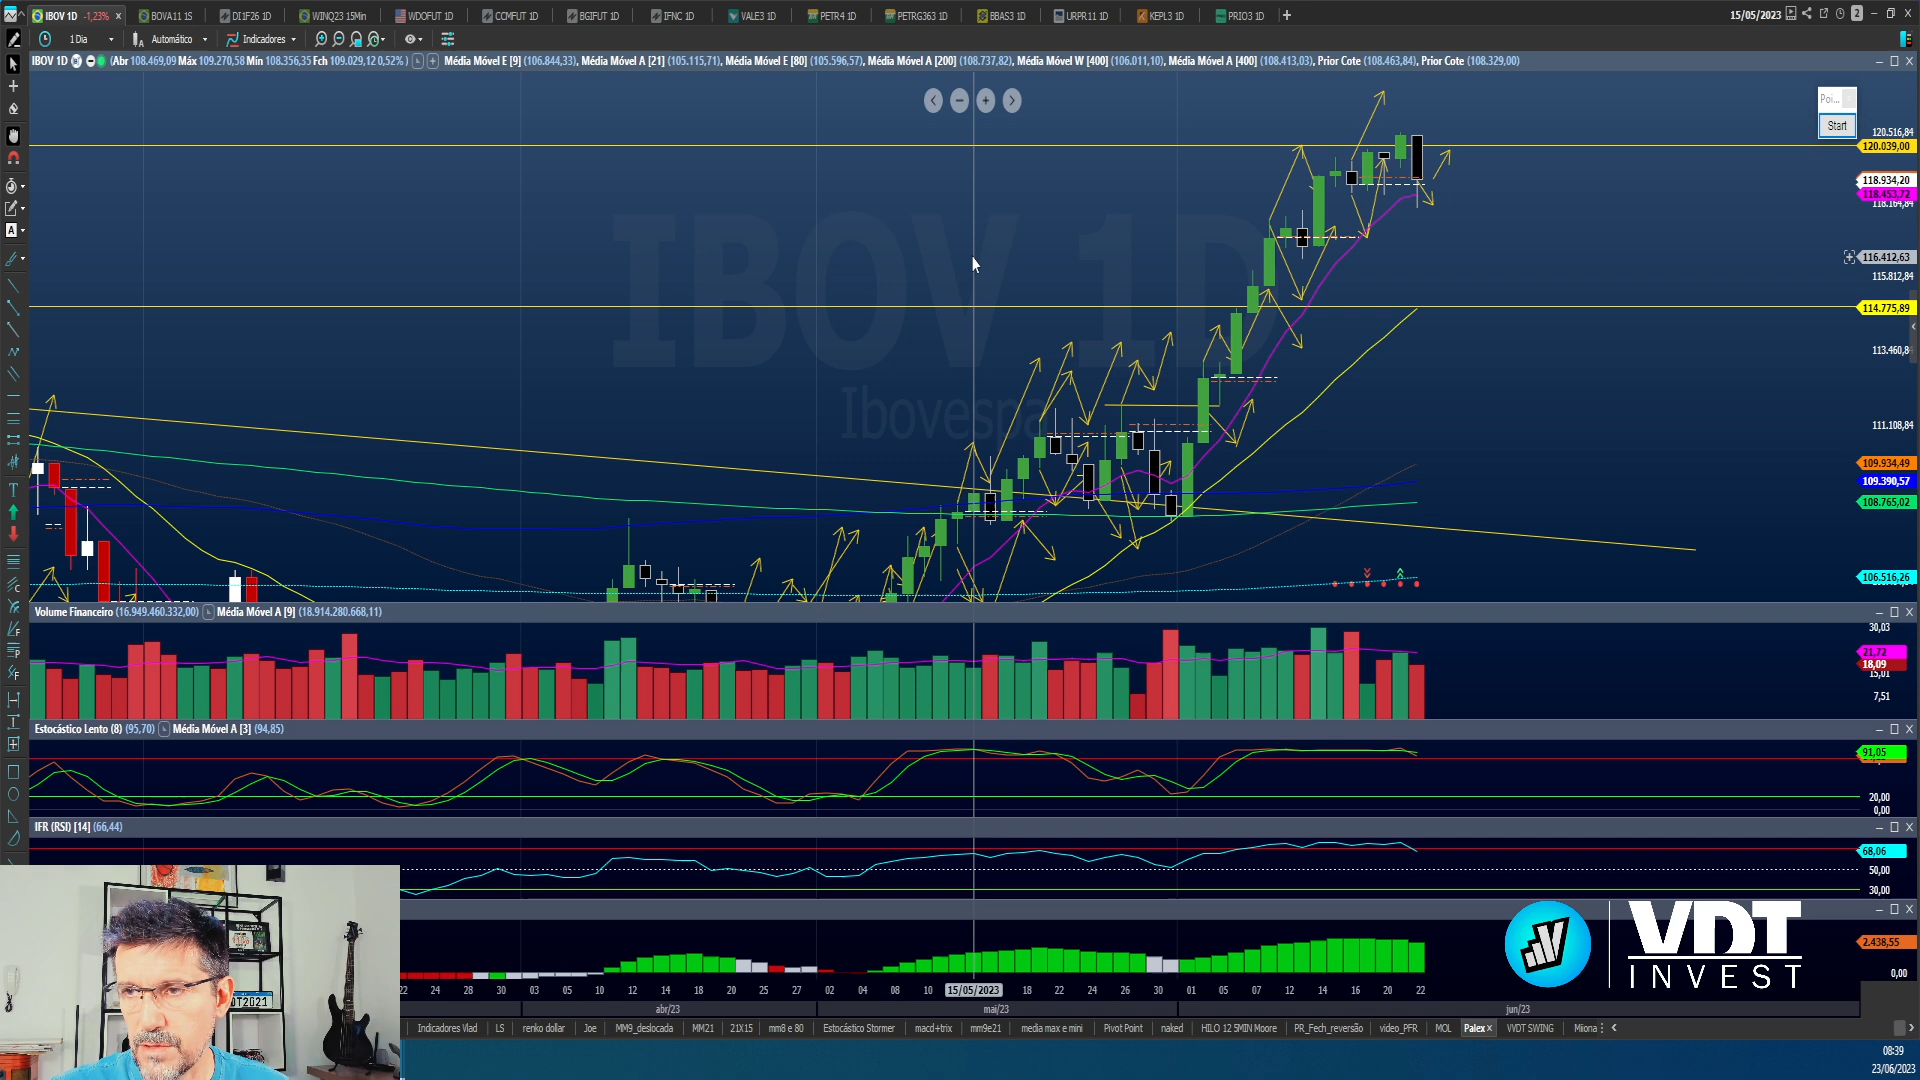 IBOV 1D -1,23% x
BOVA11 1S
DI1F26 1D
WINQ23 15Min
WDOFUT 1D
CCMFUT 1D
BGIFUT 1D
IFNC 1D
VALE3 1D
PETR4 1D
PETRG363 1D
BBAS3 1D
URPR11 1D
KEPL3 1D
PRIO3 1D
15/05/2023
2
1 Dia
Automático
Indicadores
IBOV 1D (Abr 108.469,09 Máx 109.270,58 Mín 108.356,35 Fch 109.029,12 0,52% ) Média Móvel E [9] (106.844,33), Média Móvel A [21] (105.115,71), Média Móvel E [80] (105.596,57), Média Móvel A [200] (108.737,82), Média Móvel W [400] (106.011,10), Média Móvel A [400] (108.413,03), Prior Cote (108.463,84), Prior Cote (108.329,00)
Poi...
Start
IBOV 1D
Ibovespa
120.516,84
120.039,00
118.934,20
118.453,72
118.164,84
116.412,63
115.812,84
114.775,89
113.460,8
111.108,84
109.934,49
109.390,57
108.765,02
106.516,26
Volume Financeiro (16.949.460.332,00) Média Móvel A [9] (18.914.280.668,11)
30,03
21,72
18,09
15,01
7,51
Estocástico Lento (8) (95,70) Média Móvel A [3] (94,85)
91,05
20,00
0,00
IFR (RSI) [14] (66,44)
68,06
50,00
30,00
VDT
INVEST
2.438,55
0,00
22 24 28 30 03 05 10 12 14 18 20 25 27 02 04 08 10 15/05/2023 18 22 24 26 30 01 05 07 12 14 16 20 22
abr/23 mai/23 jun/23
Indicadores Vlad LS renko dollar Joe MM9_deslocada MM21 21X15 mm8 e 80 Estocástico Stormer macd+trix mm9e21 media max e mini Pivot Point naked HILO 12 5MIN Moore PR_Fech_reversão video_PFR MOL Palex x VVDT SWING Miiona
08:39
23/06/2023